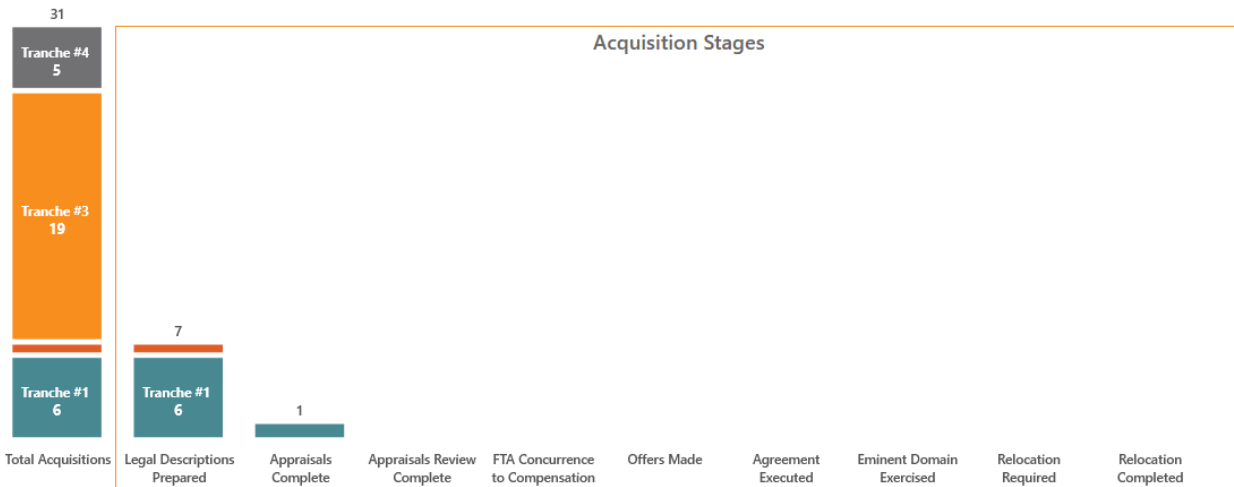 31
Acquisition Stages
Tranche #4
5
Tranche #3
19
7
Tranche #1
6
Tranche #1
6
1
Total Acquisitions
Legal Descriptions
Prepared
Appraisals
Complete
Appraisals Review
Complete
FTA Concurrence
to Compensation
Offers Made
Agreement
Executed
Eminent Domain
Exercised
Relocation
Required
Relocation
Completed